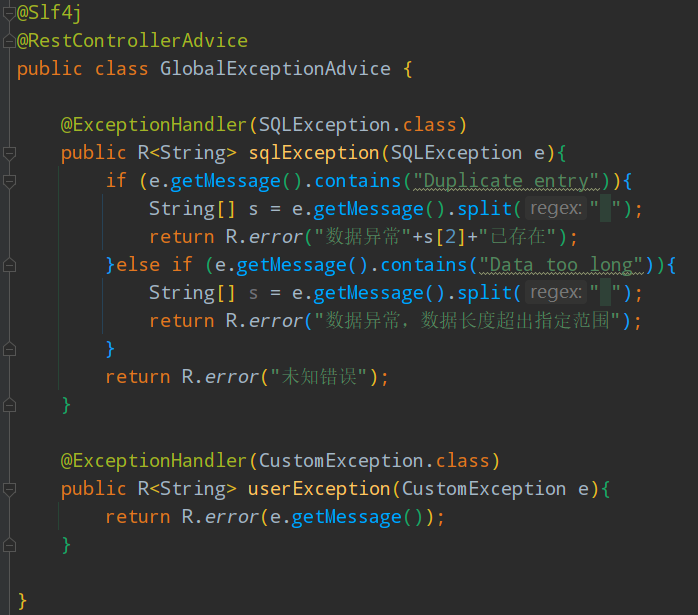 @Slf4j
@RestControllerAdvice
public class GlobalExceptionAdvice {
@ExceptionHandler(SQLException.class)
public R<String> sqlException(SQLException e){
if (e.getMessage().contains("Duplicate entry")){
String[] s = e.getMessage().split( regex: " ");
return R.error("数据异常"+s[2]+"已存在");
}else if (e.getMessage().contains("Data too long")){
String[] s = e.getMessage().split( regex: " ");
return R.error("数据异常，数据长度超出指定范围");
}
return R.error("未知错误");
}
@ExceptionHandler(CustomException.class)
public R<String> userException(CustomException e){
return R.error(e.getMessage());
}
}